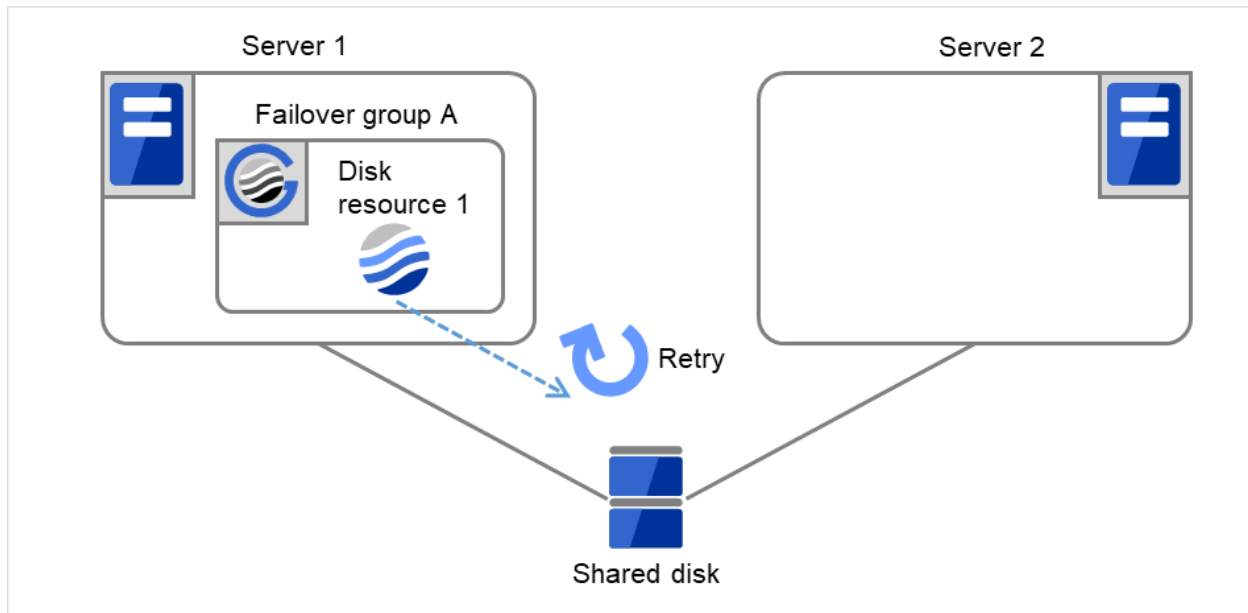 Server 1
Server 2
Failover group A
Disk
resource 1
Retry
Shared disk